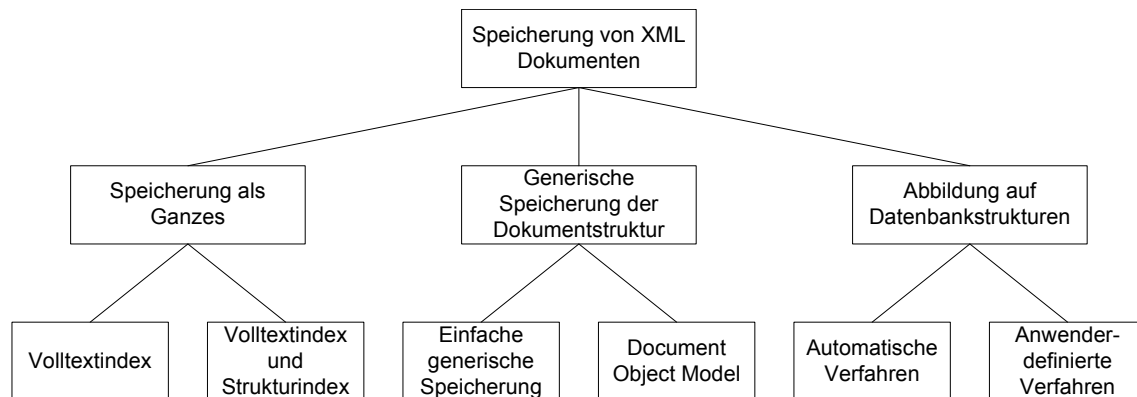 Speicherung von XML
Dokumenten
Speicherung als
Ganzes
Generische
Speicherung der
Dokumentstruktur
Abbildung auf
Datenbankstrukturen
Volltextindex
Volltextindex
und
Strukturindex
Einfache
generische
Speicherung
Document
Object Model
Automatische
Verfahren
Anwender-
definierte
Verfahren